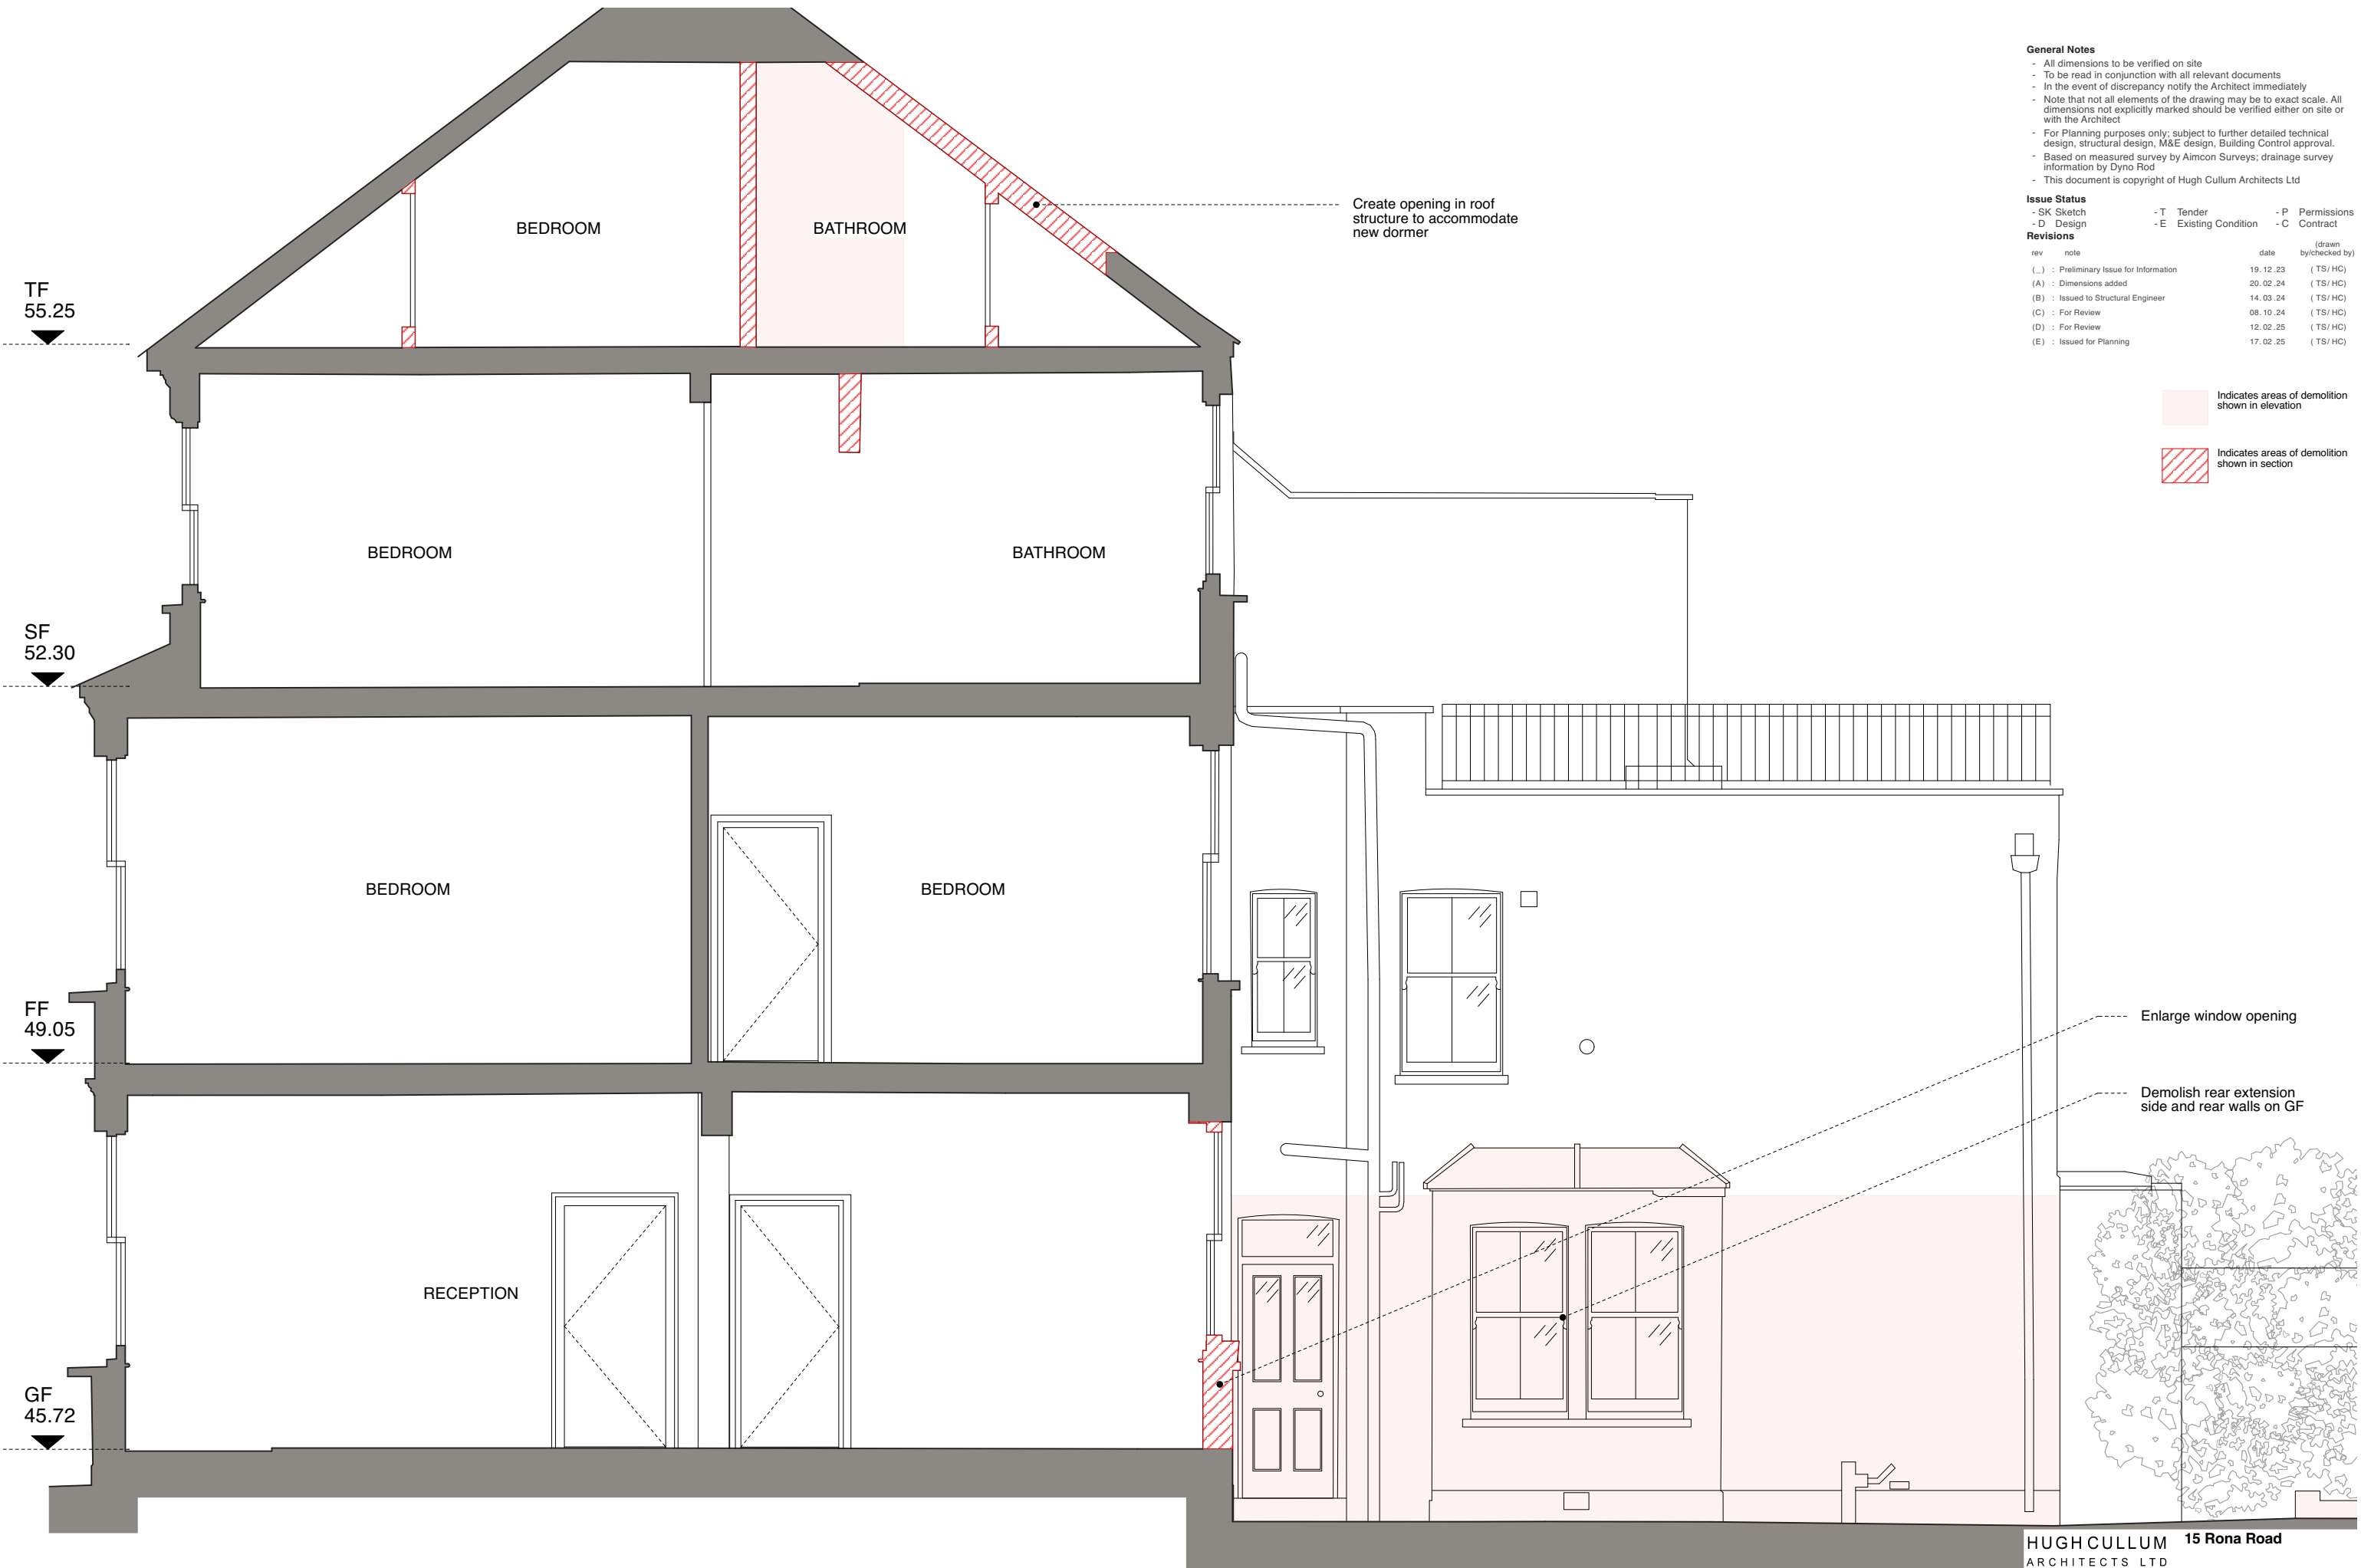 General Notes
- All dimensions to be verified on site
- To be read in conjunction with all relevant documents
- In the event of discrepancy notify the Architect immediately
- Note that not all elements of the drawing may be to exact scale. All
dimensions not explicitly marked should be verified either on site or
with the Architect
- For Planning purposes only; subject to further detailed technical
design, structural design, M&E design, Building Control approval.
- Based on measured survey by Aimcon Surveys; drainage survey
information by Dyno Rod
- This document is copyright of Hugh Cullum Architects Ltd
Issue Status
- SK Sketch - T Tender - P Permissions
- D Design - E Existing Condition - C Contract
Revisions
rev note date (drawn
by/checked by)
(_) : Preliminary Issue for Information 19. 12. 23 ( TS/ HC)
(A) : Dimensions added 20. 02. 24 ( TS/ HC)
(B) : Issued to Structural Engineer 14. 03. 24 ( TS/ HC)
(C) : For Review 08. 10. 24 ( TS/ HC)
(D) : For Review 12. 02. 25 ( TS/ HC)
(E) : Issued for Planning 17. 02. 25 ( TS/ HC)
Indicates areas of demolition
shown in elevation
Indicates areas of demolition
shown in section
Create opening in roof
structure to accommodate
new dormer
BEDROOM
BATHROOM
TF
55.25
BEDROOM
BATHROOM
SF
52.30
BEDROOM
BEDROOM
FF
49.05
Enlarge window opening
Demolish rear extension
side and rear walls on GF
RECEPTION
GF
45.72
HUGH CULLUM
ARCHITECTS LTD
15 Rona Road